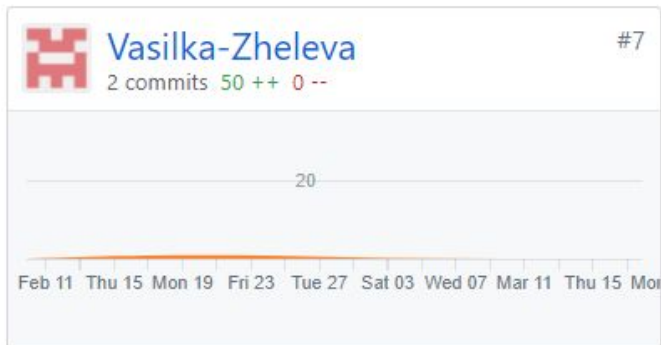 Vasilka-Zheleva #7
2 commits 50 ++ 0 --
20
Feb 11 Thu 15 Mon 19 Fri 23 Tue 27 Sat 03 Wed 07 Mar 11 Thu 15 Mon